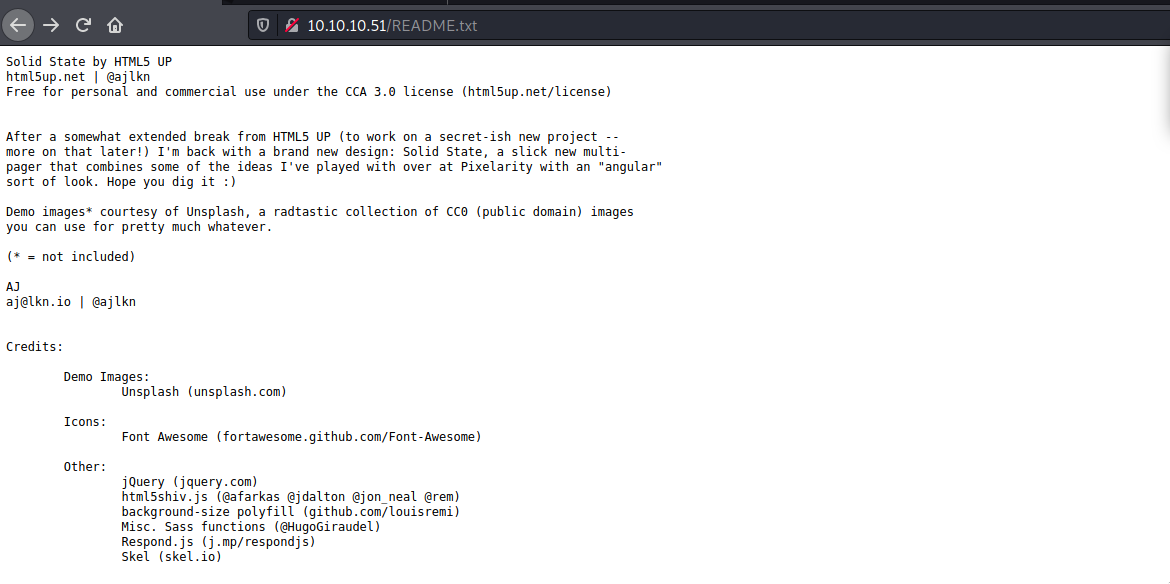 10.10.10.51/README.txt
Solid State by HTML5 UP
html5up.net | @ajlkn
Free for personal and commercial use under the CCA 3.0 license (html5up.net/license)
After a somewhat extended break from HTML5 UP (to work on a secret-ish new project --
more on that later!) I'm back with a brand new design: Solid State, a slick new multi-
pager that combines some of the ideas I've played with over at Pixelarity with an "angular"
sort of look. Hope you dig it :)
Demo images* courtesy of Unsplash, a radtastic collection of CC0 (public domain) images
you can use for pretty much whatever.
(* = not included)
AJ
aj@lkn.io | @ajlkn
Credits:
Demo Images:
Unsplash (unsplash.com)
Icons:
Font Awesome (fortawesome.github.com/Font-Awesome)
Other:
jQuery (jquery.com)
html5shiv.js (@afarkas @jdalton @jon_neal @rem)
background-size polyfill (github.com/louisremi)
Misc. Sass functions (@HugoGiraudel)
Respond.js (j.mp/respondjs)
Skel (skel.io)